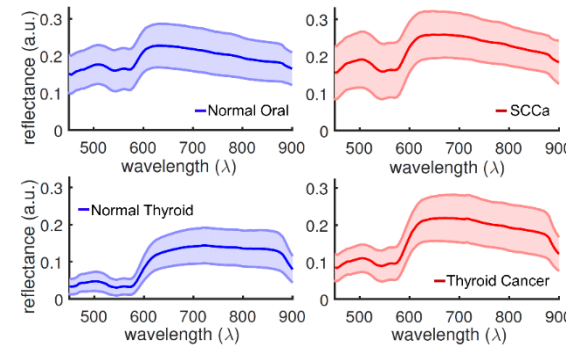 0.3
0.2
0.1
0
reflectance (a.u.)
Normal Oral
500 600 700 800 900
wavelength (λ)
0.3
0.2
0.1
0
SCCa
500 600 700 800 900
wavelength (λ)
0.3
0.2
0.1
0
reflectance (a.u.)
Normal Thyroid
500 600 700 800 900
wavelength (λ)
0.3
0.2
0.1
0
Thyroid Cancer
500 600 700 800 900
wavelength (λ)